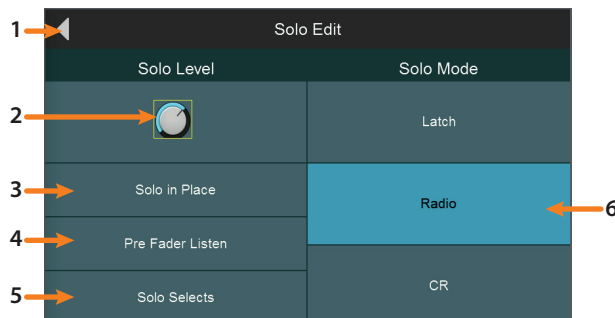 1
Solo Edit
Solo Level
Solo Mode
2
Latch
3
Solo in Place
Radio
6
4
Pre Fader Listen
5
Solo Selects
CR